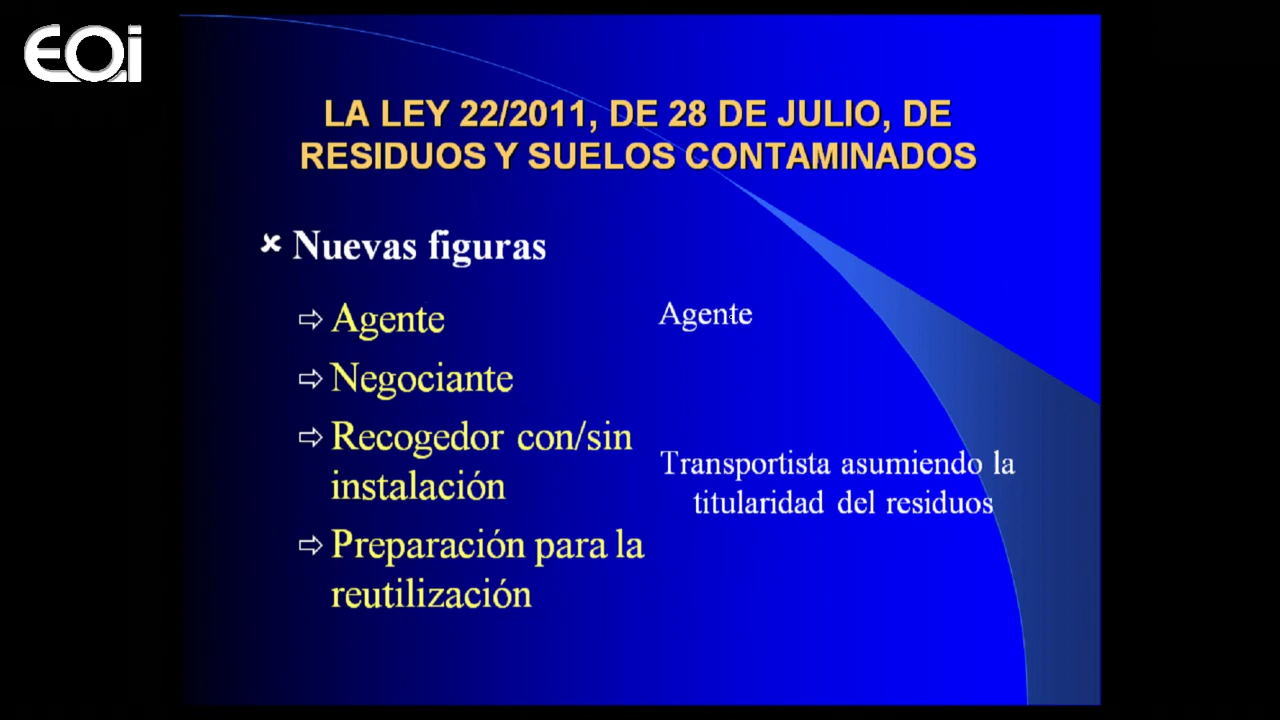 EOi
LA LEY 22/2011, DE 28 DE JULIO, DE
RESIDUOS Y SUELOS CONTAMINADOS
Nuevas figuras
Agente
Negociante
Recogedor con/sin
instalación
Preparación para la
reutilización
Agente
Transportista asumiendo la
titularidad del residuos